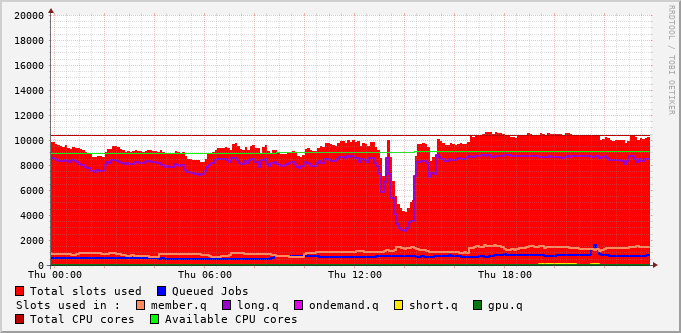 20000
18000
16000
14000
12000
10000
8000
6000
4000
2000
0
Thu 00:00 Thu 06:00 Thu 12:00 Thu 18:00
Total slots used Queued Jobs
Slots used in : member.q long.q ondemand.q short.q gpu.q
Total CPU cores Available CPU cores
RRDTOOL / TOBI OETIKER